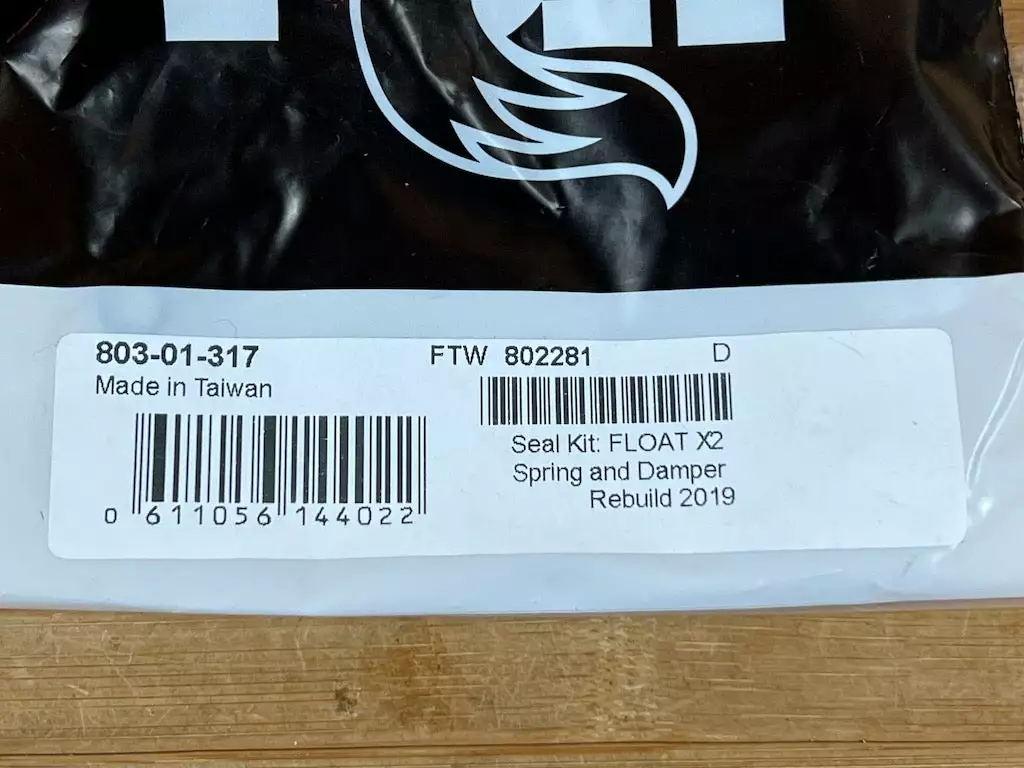 803-01-317
Made in Taiwan
0 611056 144022
FTW 802281 D
Seal Kit: FLOAT X2
Spring and Damper
Rebuild 2019